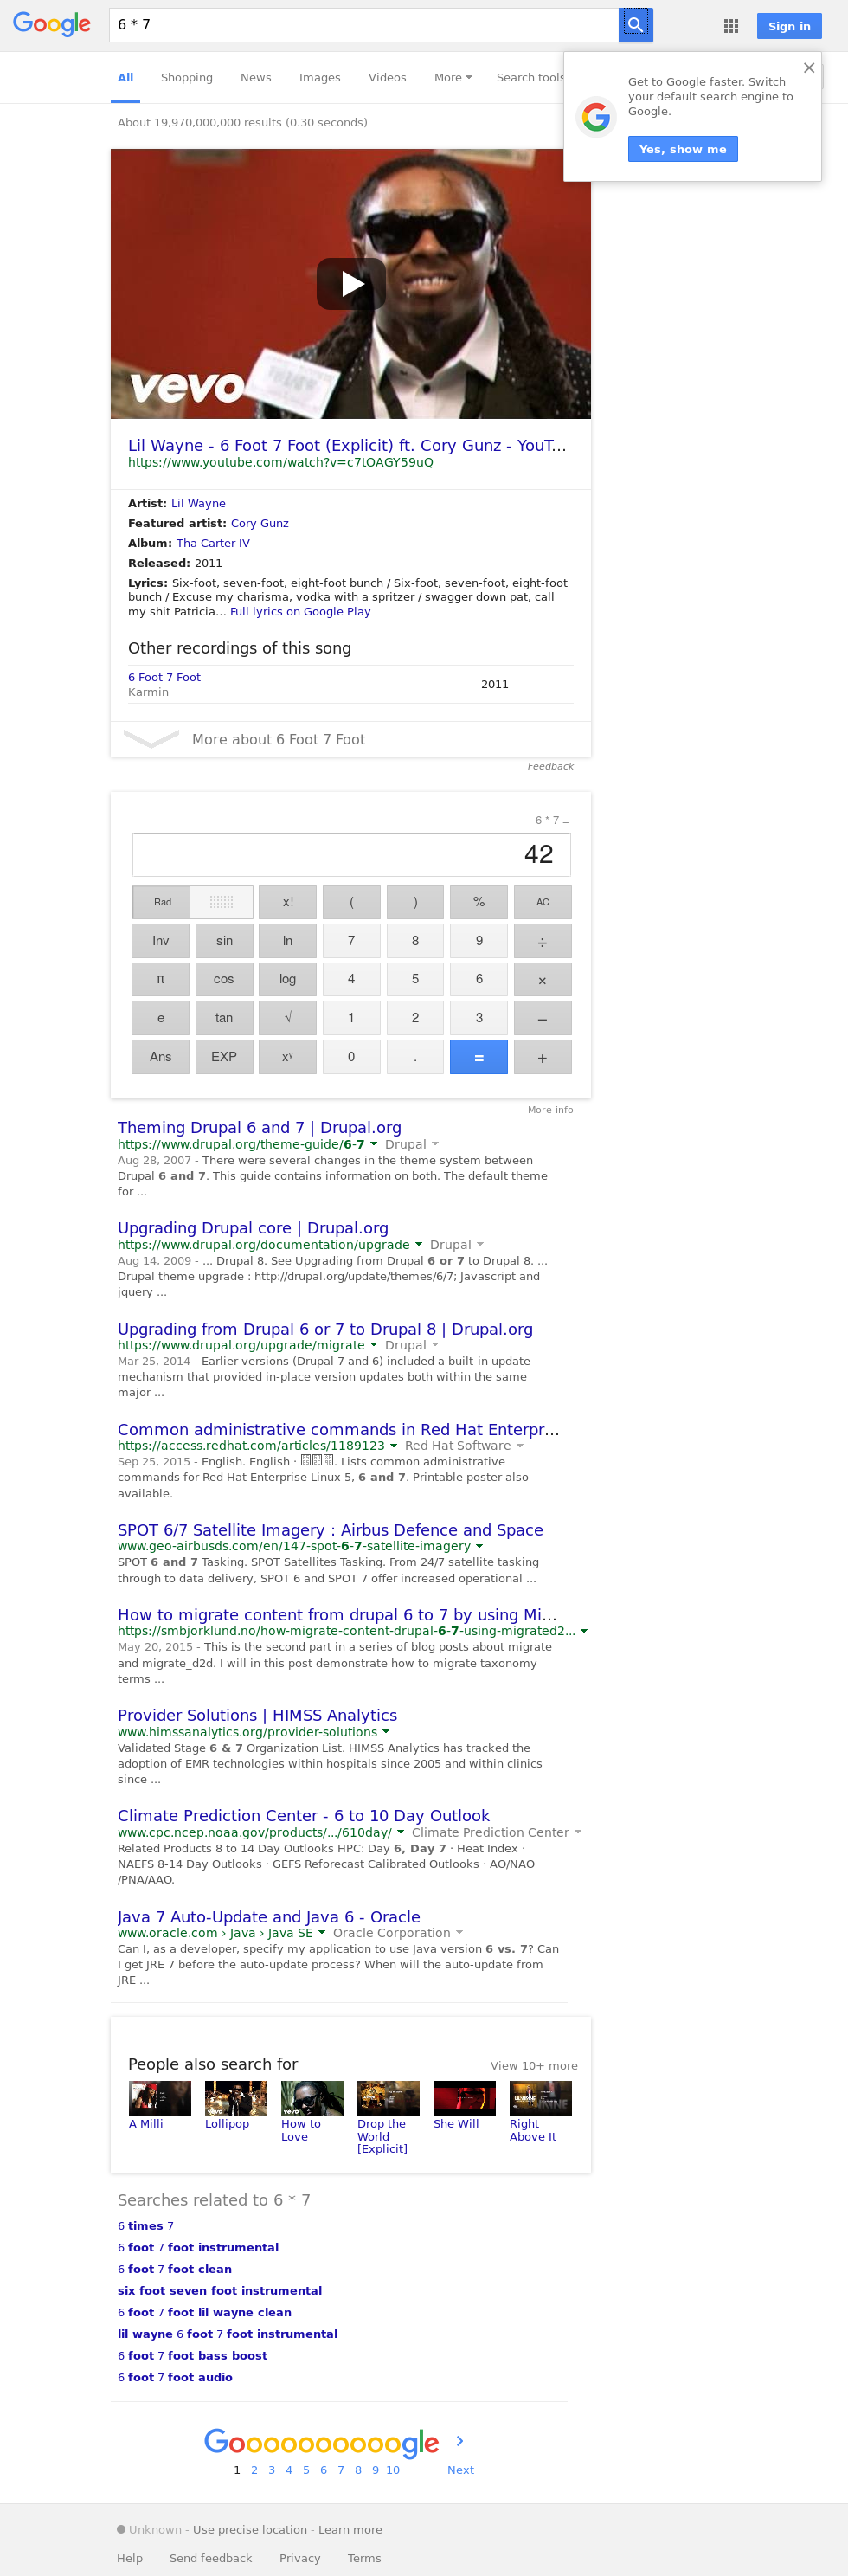 Google
6 * 7
Sign in
All Shopping News Images Videos More Search tools
Get to Google faster. Switch
your default search engine to
Google.
Yes, show me
About 19,970,000,000 results (0.30 seconds)
vevo
Lil Wayne - 6 Foot 7 Foot (Explicit) ft. Cory Gunz - YouT...
https://www.youtube.com/watch?v=c7tOAGY59uQ
Artist: Lil Wayne
Featured artist: Cory Gunz
Album: Tha Carter IV
Released: 2011
Lyrics: Six-foot, seven-foot, eight-foot bunch / Six-foot, seven-foot, eight-foot
bunch / Excuse my charisma, vodka with a spritzer / swagger down pat, call
my shit Patricia… Full lyrics on Google Play
Other recordings of this song
6 Foot 7 Foot
Karmin
2011
More about 6 Foot 7 Foot
Feedback
6 * 7 =
42
Rad x! ( ) % AC
Inv sin ln 7 8 9 ÷
π cos log 4 5 6 ×
e tan √ 1 2 3 −
Ans EXP xʸ 0 . = +
More info
Theming Drupal 6 and 7 | Drupal.org
https://www.drupal.org/theme-guide/6-7 Drupal
Aug 28, 2007 - There were several changes in the theme system between
Drupal 6 and 7. This guide contains information on both. The default theme
for ...
Upgrading Drupal core | Drupal.org
https://www.drupal.org/documentation/upgrade Drupal
Aug 14, 2009 - ... Drupal 8. See Upgrading from Drupal 6 or 7 to Drupal 8. ...
Drupal theme upgrade : http://drupal.org/update/themes/6/7; Javascript and
jquery ...
Upgrading from Drupal 6 or 7 to Drupal 8 | Drupal.org
https://www.drupal.org/upgrade/migrate Drupal
Mar 25, 2014 - Earlier versions (Drupal 7 and 6) included a built-in update
mechanism that provided in-place version updates both within the same
major ...
Common administrative commands in Red Hat Enterpr...
https://access.redhat.com/articles/1189123 Red Hat Software
Sep 25, 2015 - English. English · . Lists common administrative
commands for Red Hat Enterprise Linux 5, 6 and 7. Printable poster also
available.
SPOT 6/7 Satellite Imagery : Airbus Defence and Space
www.geo-airbusds.com/en/147-spot-6-7-satellite-imagery
SPOT 6 and 7 Tasking. SPOT Satellites Tasking. From 24/7 satellite tasking
through to data delivery, SPOT 6 and SPOT 7 offer increased operational ...
How to migrate content from drupal 6 to 7 by using Mi...
https://smbjorklund.no/how-migrate-content-drupal-6-7-using-migrated2...
May 20, 2015 - This is the second part in a series of blog posts about migrate
and migrate_d2d. I will in this post demonstrate how to migrate taxonomy
terms ...
Provider Solutions | HIMSS Analytics
www.himssanalytics.org/provider-solutions
Validated Stage 6 & 7 Organization List. HIMSS Analytics has tracked the
adoption of EMR technologies within hospitals since 2005 and within clinics
since ...
Climate Prediction Center - 6 to 10 Day Outlook
www.cpc.ncep.noaa.gov/products/.../610day/ Climate Prediction Center
Related Products 8 to 14 Day Outlooks HPC: Day 6, Day 7 · Heat Index ·
NAEFS 8-14 Day Outlooks · GEFS Reforecast Calibrated Outlooks · AO/NAO
/PNA/AAO.
Java 7 Auto-Update and Java 6 - Oracle
www.oracle.com › Java › Java SE Oracle Corporation
Can I, as a developer, specify my application to use Java version 6 vs. 7? Can
I get JRE 7 before the auto-update process? When will the auto-update from
JRE ...
People also search for
View 10+ more
A Milli
Lollipop
How to
Love
Drop the
World
[Explicit]
She Will
Right
Above It
Searches related to 6 * 7
6 times 7
6 foot 7 foot instrumental
6 foot 7 foot clean
six foot seven foot instrumental
6 foot 7 foot lil wayne clean
lil wayne 6 foot 7 foot instrumental
6 foot 7 foot bass boost
6 foot 7 foot audio
Goooooooooogle
1 2 3 4 5 6 7 8 9 10 Next
Unknown - Use precise location - Learn more
Help Send feedback Privacy Terms